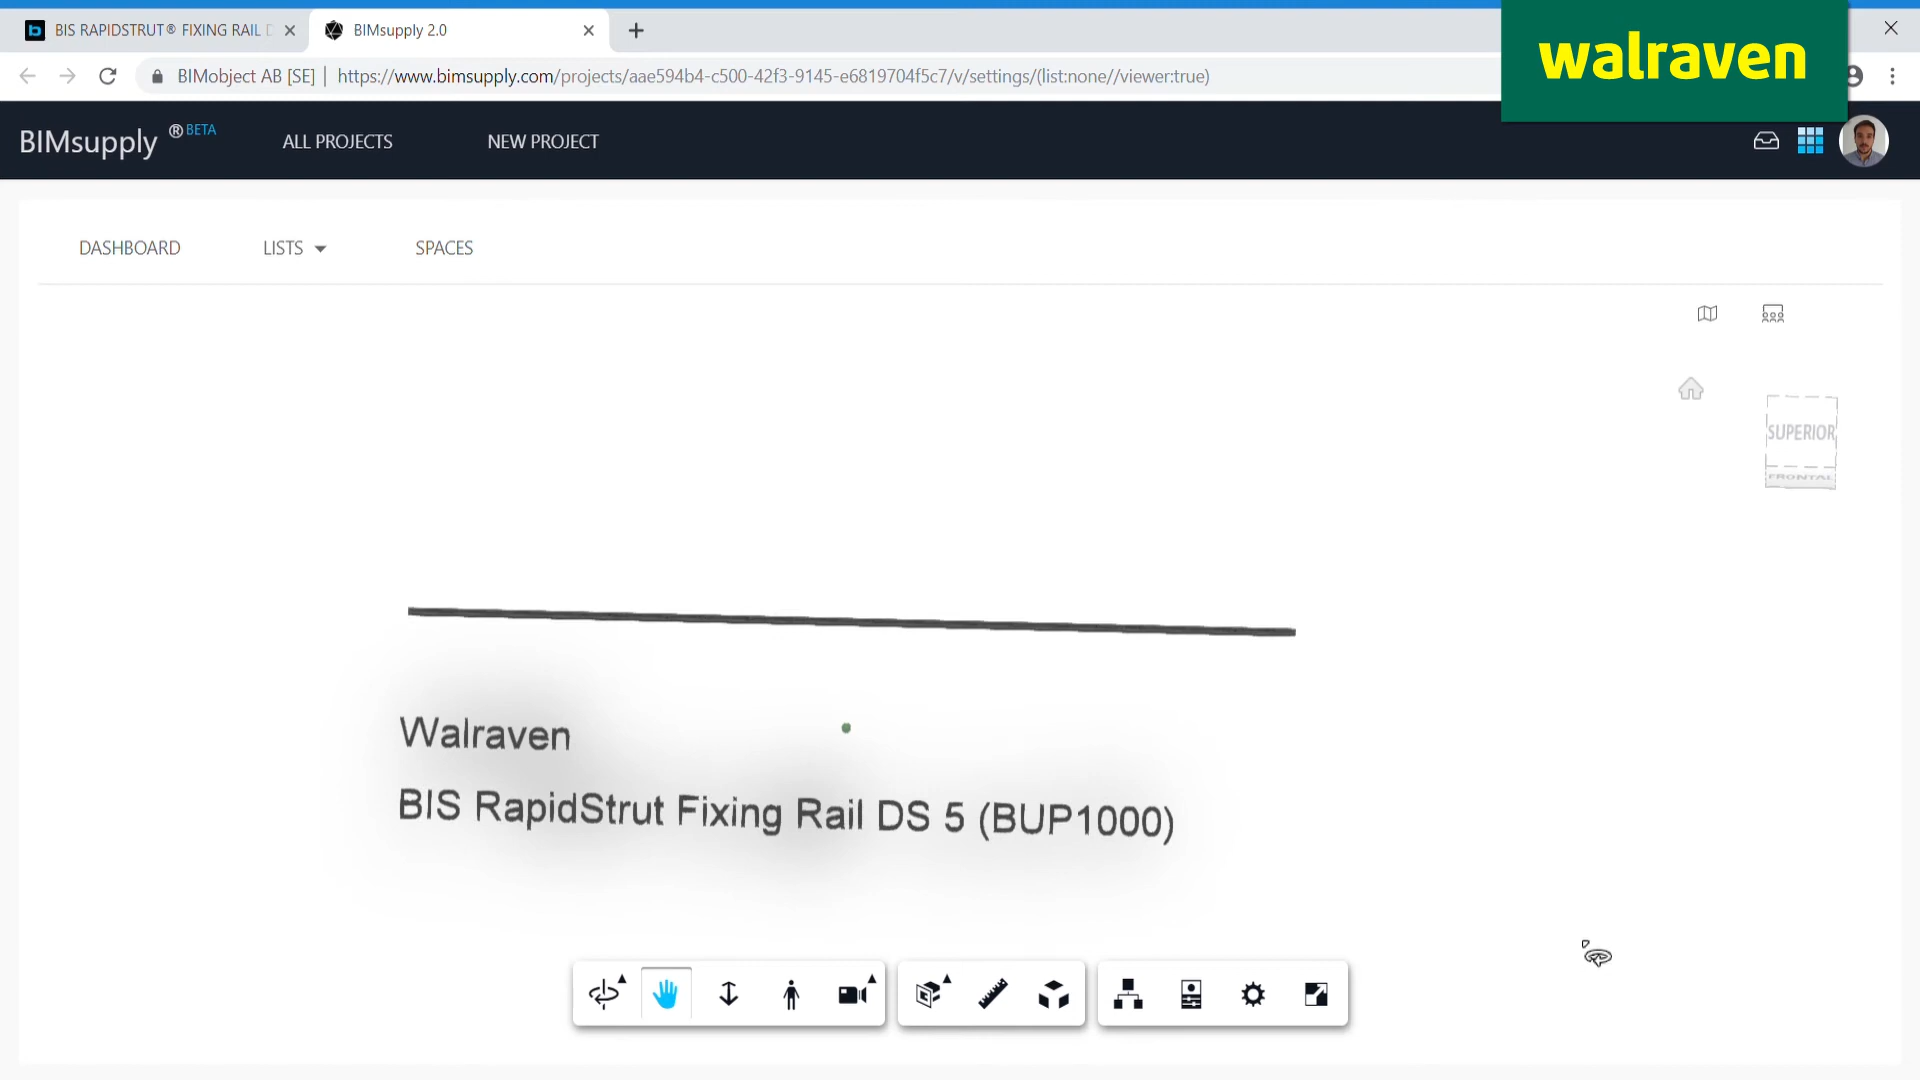 BIS RAPIDSTRUT® FIXING RAIL D
BIMsupply 2.0
walraven
BIMobject AB [SE] | https://www.bimsupply.com/projects/aae594b4-c500-42f3-9145-e6819704f5c7/v/settings/(list:none//viewer:true)
BIMsupply ® BETA
ALL PROJECTS
NEW PROJECT
DASHBOARD
LISTS
SPACES
SUPERIOR
FRONTAL
Walraven
BIS RapidStrut Fixing Rail DS 5 (BUP1000)